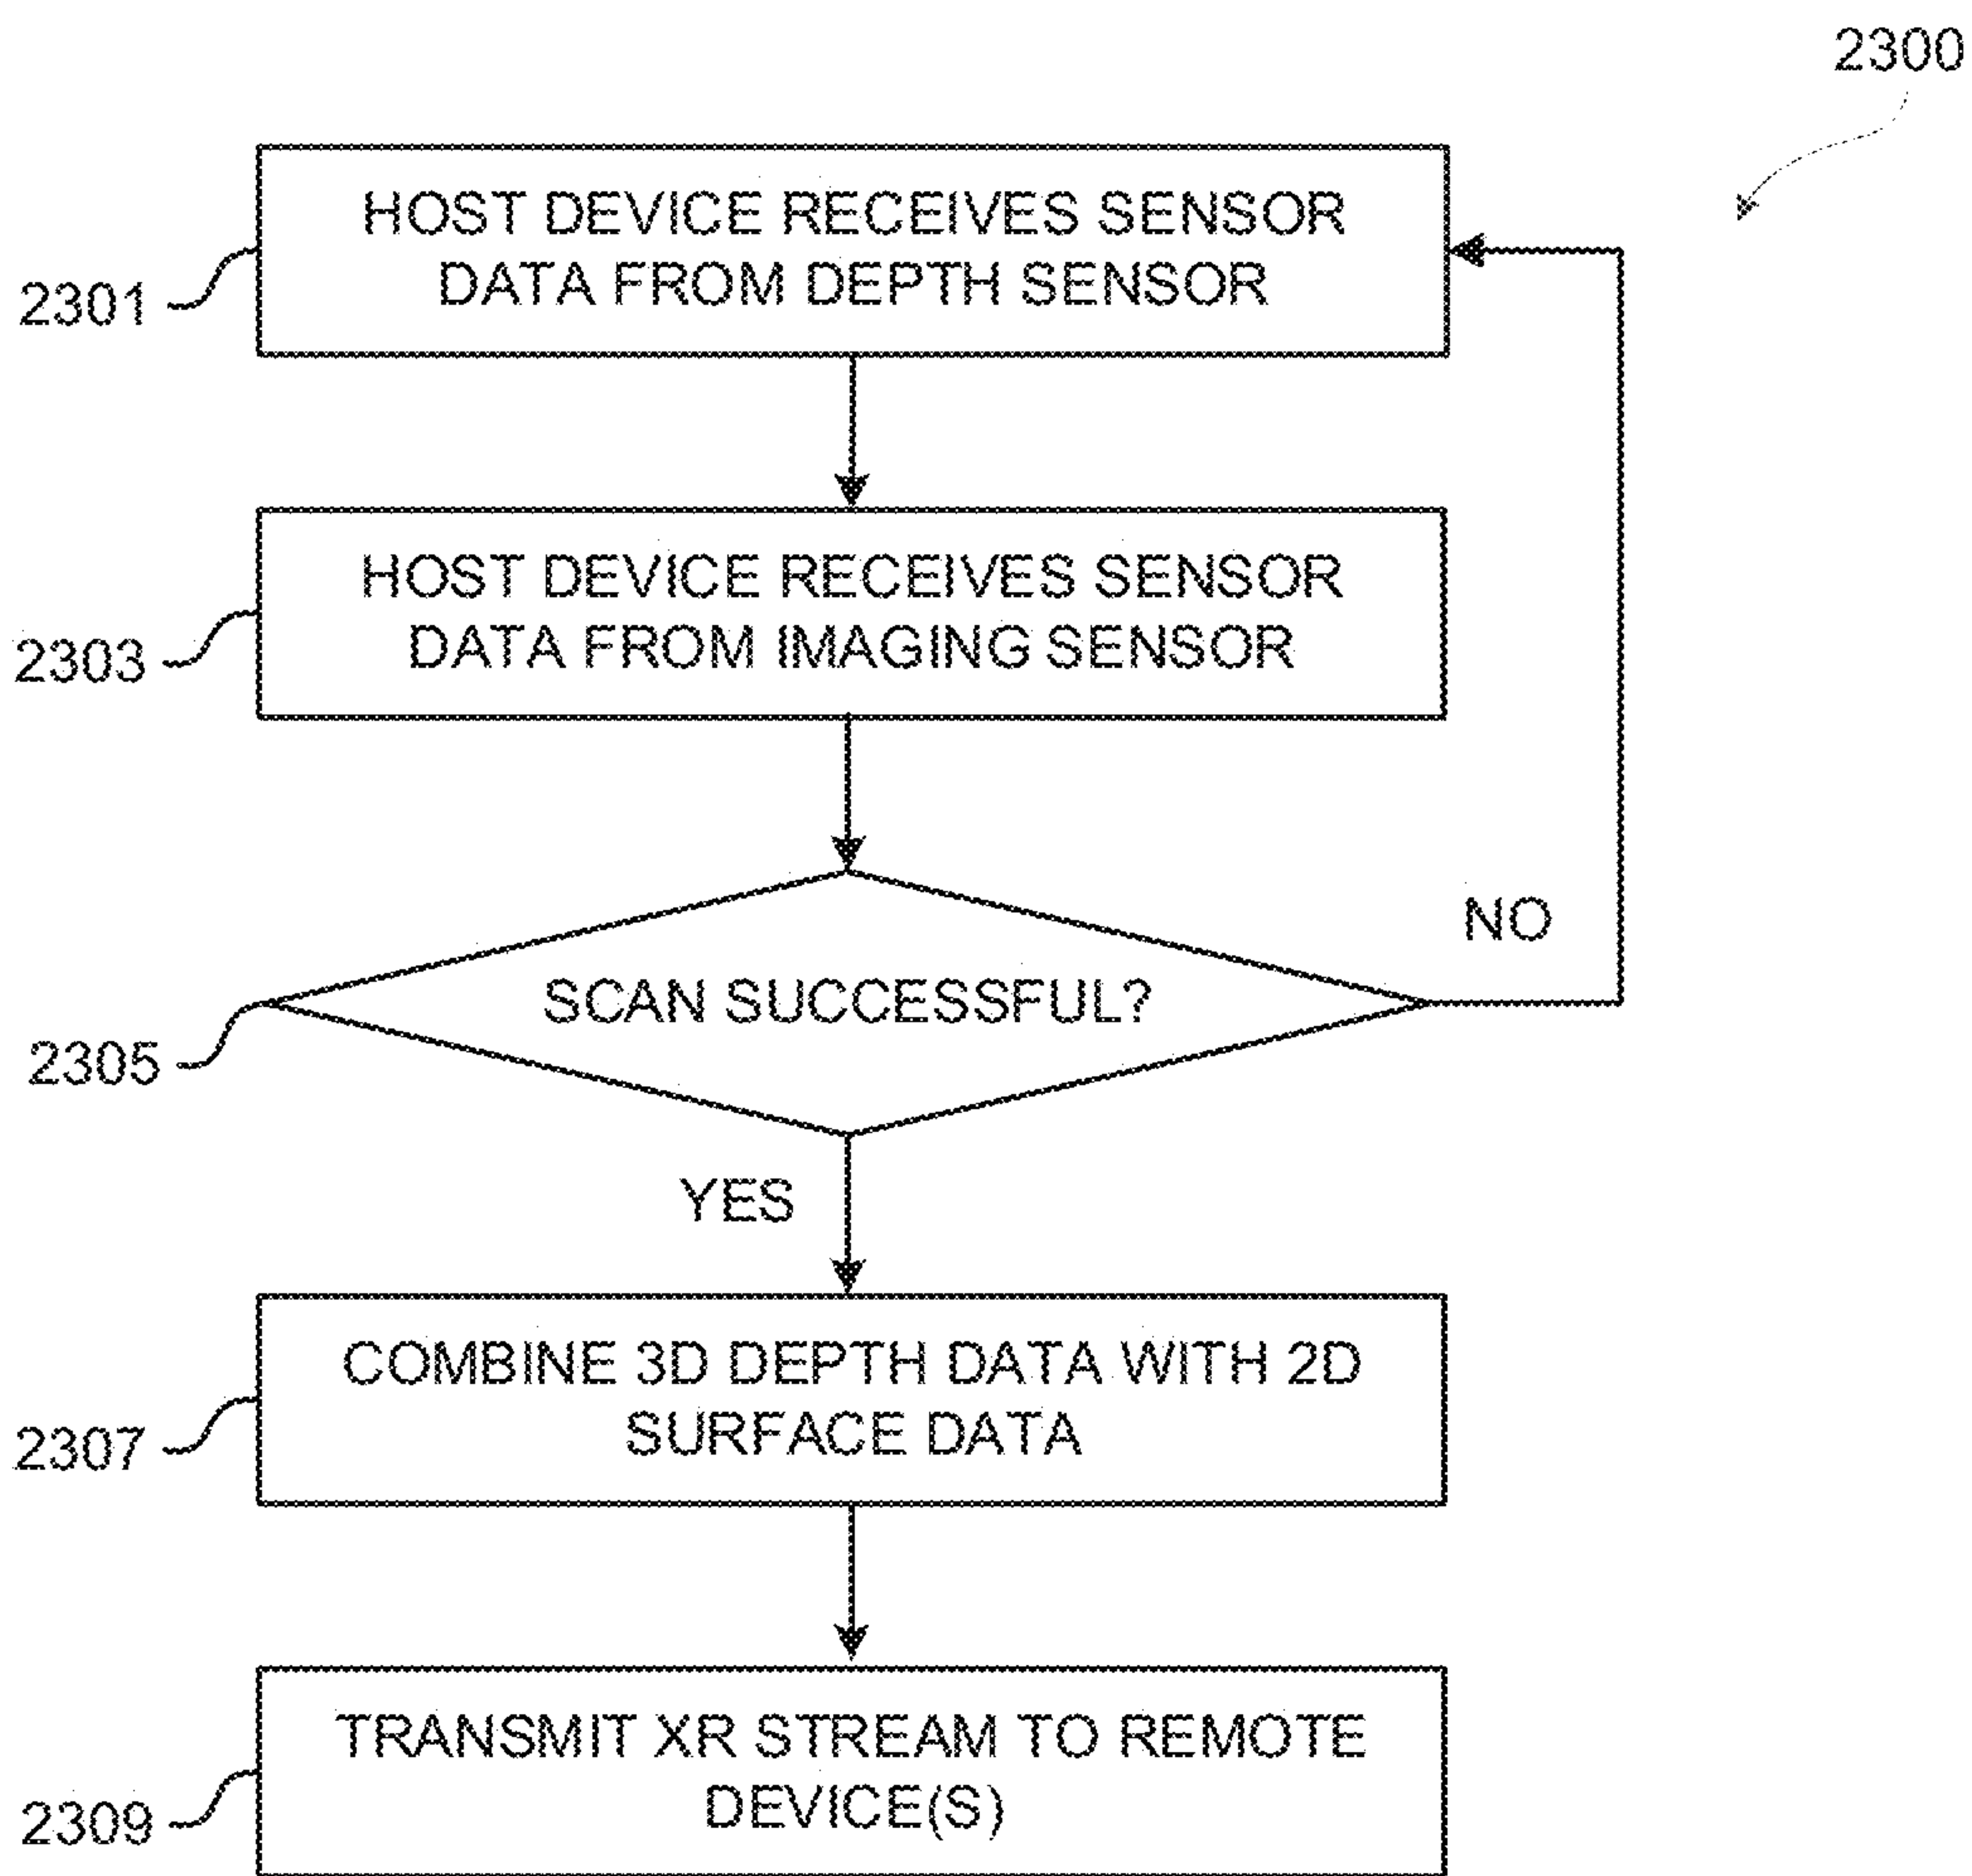 2300
HOST DEVICE RECEIVES SENSOR
DATA FROM DEPTH SENSOR
2301
HOST DEVICE RECEIVES SENSOR
DATA FROM IMAGING SENSOR
2303
NO
SCAN SUCCESSFUL?
2305
YES
COMBINE 3D DEPTH DATA WITH 2D
SURFACE DATA
2307
TRANSMIT XR STREAM TO REMOTE
DEVICE(S)
2309